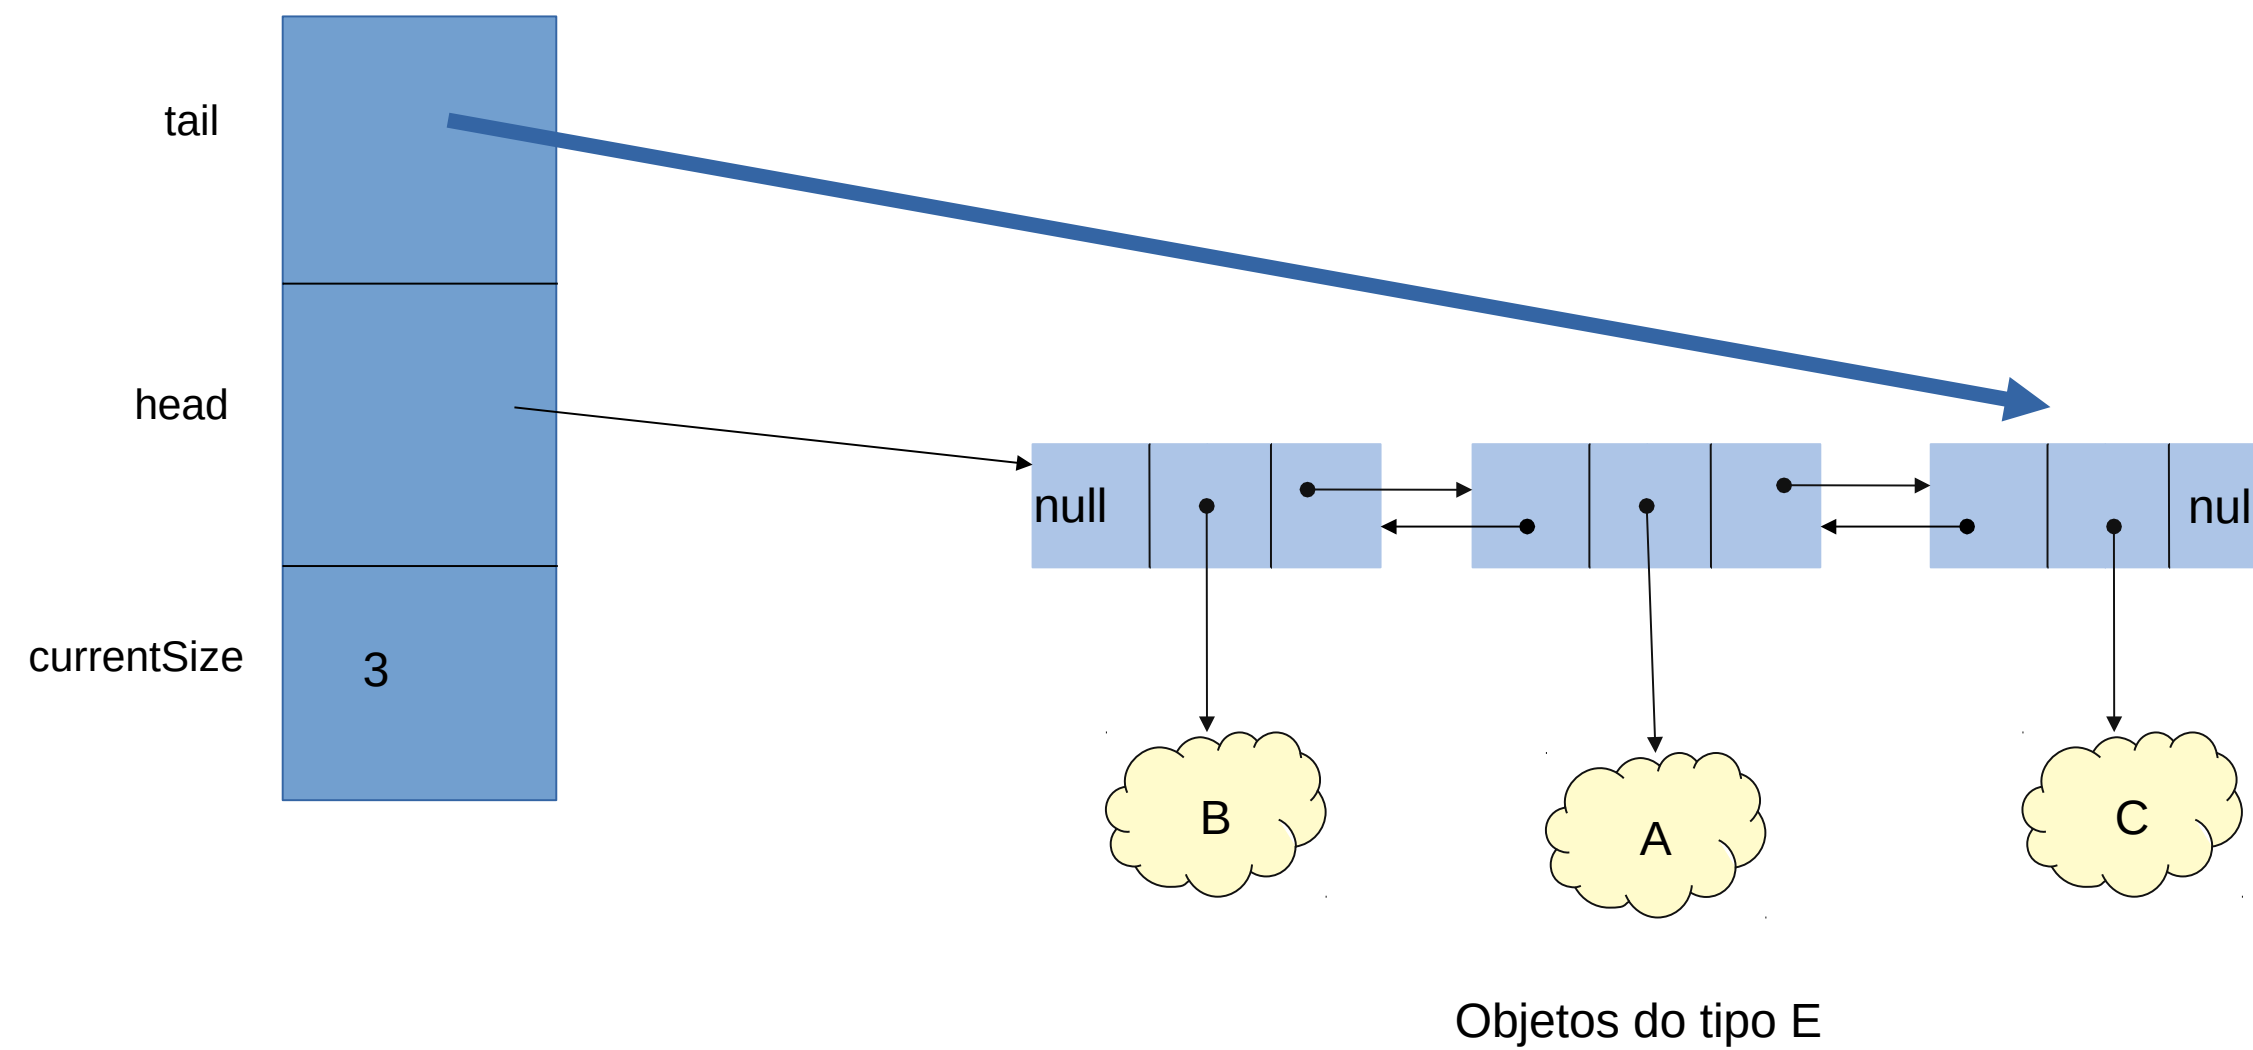 tail
head
null
nul
currentSize
3
B
A
C
Objetos do tipo E